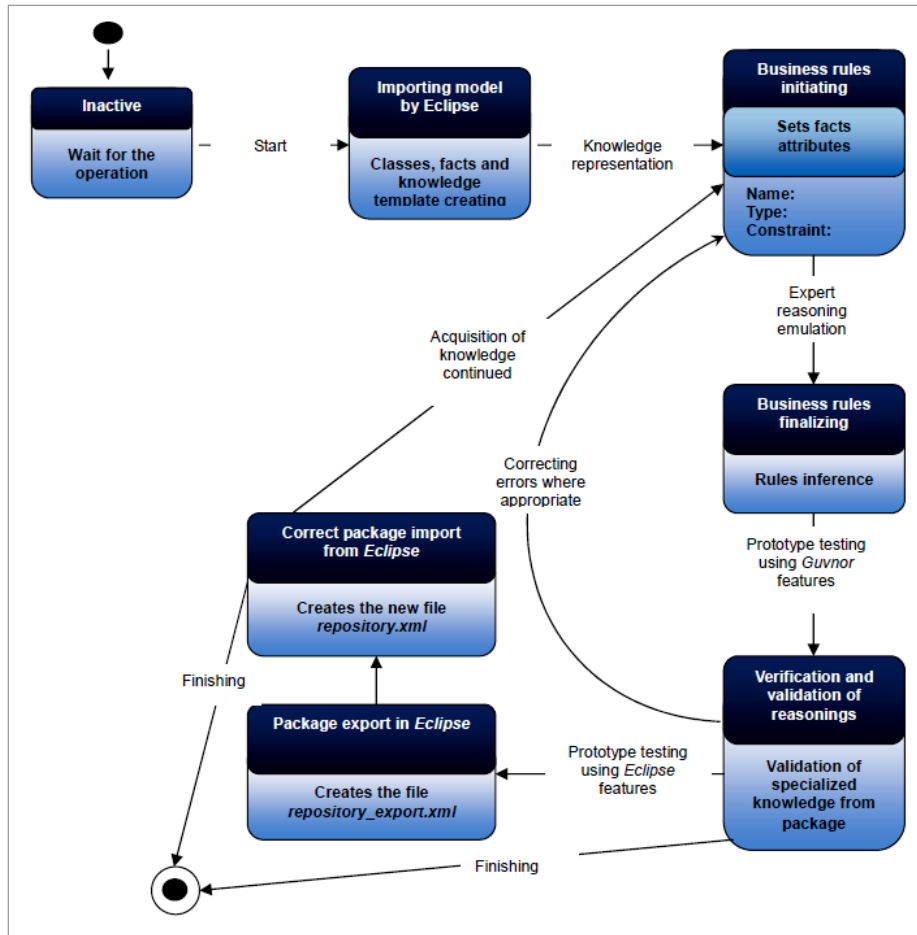 Inactive
Wait for the
operation
Start
Importing model
by Eclipse
Classes, facts and
knowledge
template creating
Knowledge
representation
Business rules
initiating
Sets facts
attributes
Name:
Type:
Constraint:
Expert
reasoning
emulation
Acquisition of
knowledge
continued
Business rules
finalizing
Rules inference
Correcting
errors where
appropriate
Prototype testing
using Guvnor
features
Correct package import
from Eclipse
Creates the new file
repository.xml
Finishing
Verification and
validation of
reasonings
Validation of
specialized
knowledge from
package
Package export in Eclipse
Creates the file
repository_export.xml
Prototype testing
using Eclipse
features
Finishing